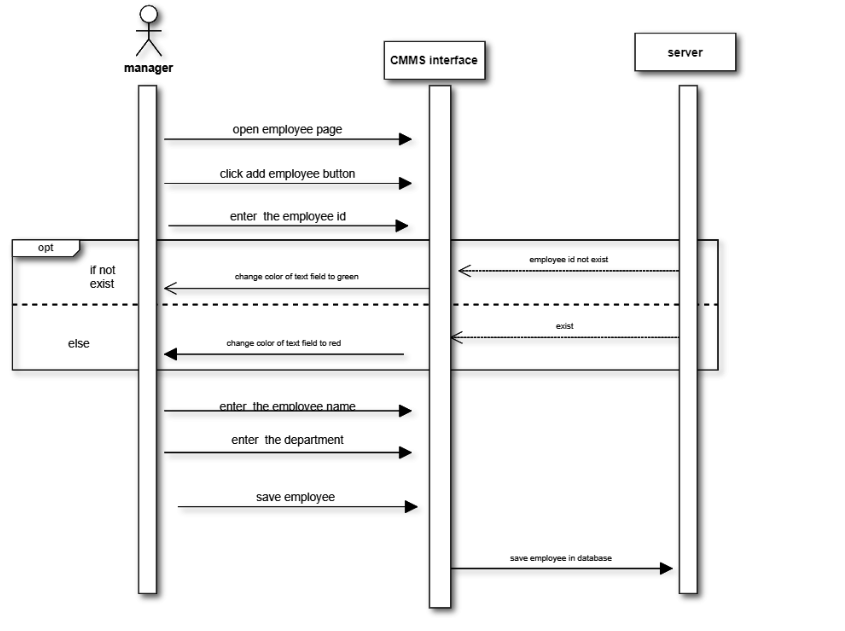 manager
CMMS interface
server
open employee page
click add employee button
enter the employee id
opt
if not
exist
employee id not exist
change color of text field to green
exist
else
change color of text field to red
enter the employee name
enter the department
save employee
save employee in database